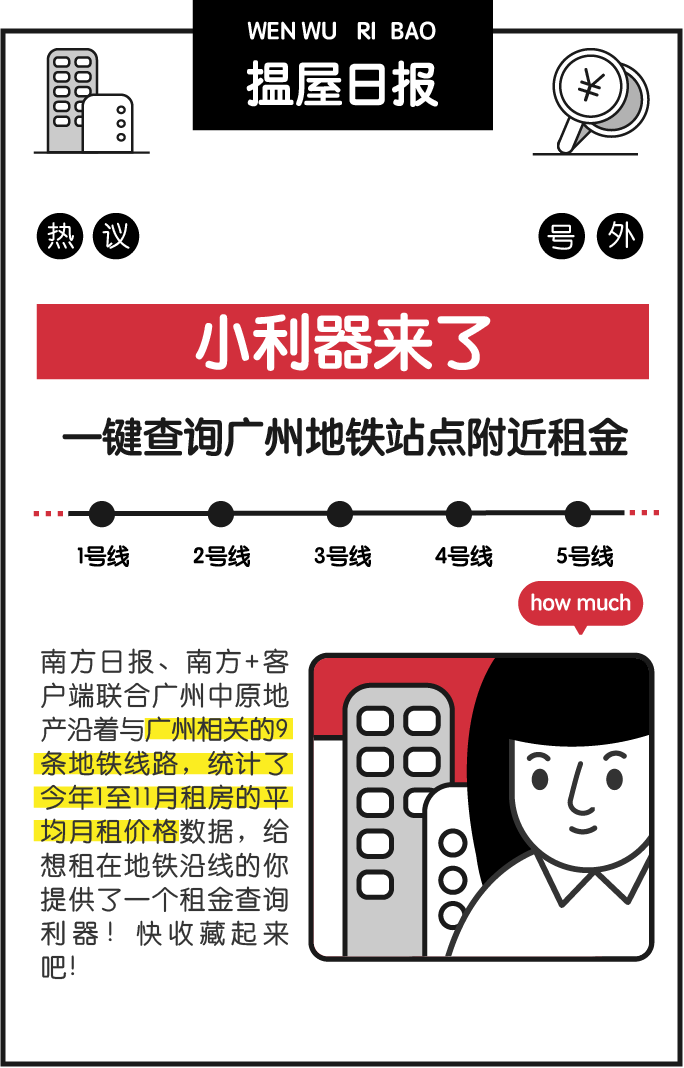 WEN WU RI BAO
揾屋日报
¥
热议
号外
小利器来了
一键查询广州地铁站点附近租金
1号线 2号线 3号线 4号线 5号线
how much
南方日报、南方+客
户端联合广州中原地
产沿着与广州相关的9
条地铁线路，统计了
今年1至11月租房的平
均月租价格数据，给
想租在地铁沿线的你
提供了一个租金查询
利器！快收藏起来
吧！